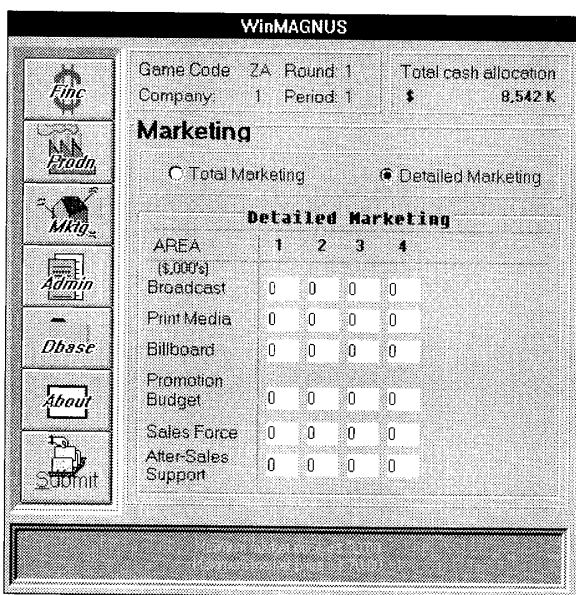 WinMAGNUS
Finc
Prodn
Mktg
Admin
Dbase
About
Submit
Game Code ZA Round: 1
Company: 1 Period: 1
Total cash allocation
$ 8,542 K
Marketing
Total Marketing Detailed Marketing
Detailed Marketing
AREA 1 2 3 4
($,000's)
Broadcast 0 0 0 0
Print Media 0 0 0 0
Billboard 0 0 0 0
Promotion
Budget 0 0 0 0
Sales Force 0 0 0 0
After-Sales
Support 0 0 0 0